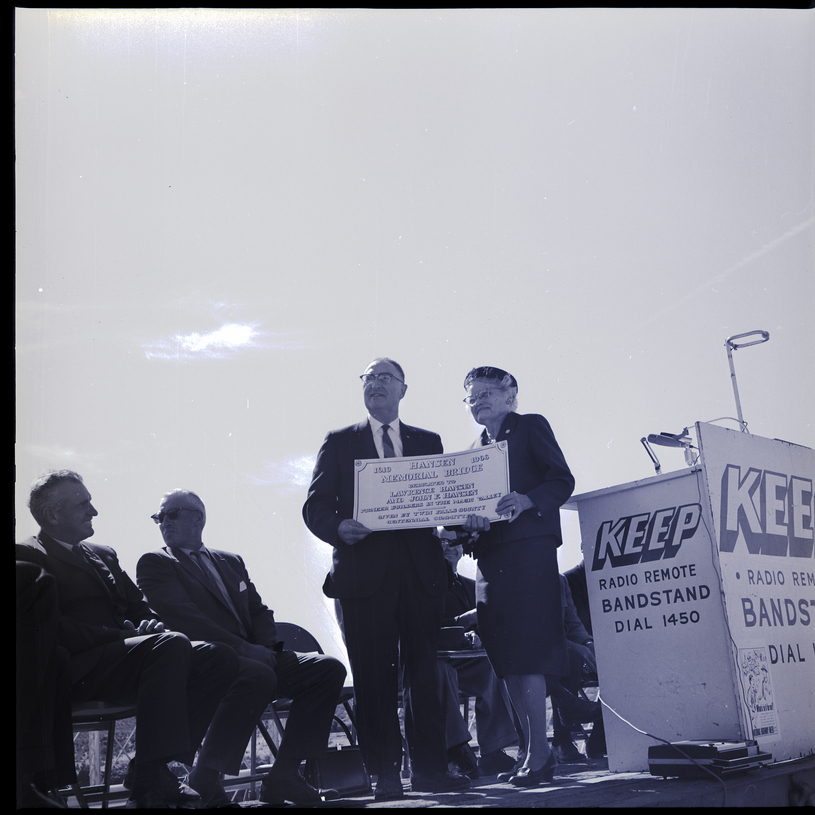 1919 HANSEN 1966
MEMORIAL BRIDGE
DEDICATED TO
LAWRENCE HANSEN
AND JOHN F. HANSEN
PIONEER BUILDERS IN THE MAGIC VALLEY
GIVEN BY TWIN FALLS COUNTY
CENTENNIAL COMMITTEE
KEEP
RADIO REMOTE
BANDSTAND
DIAL 1450
KEE
• RADIO REM
BANDST
DIAL